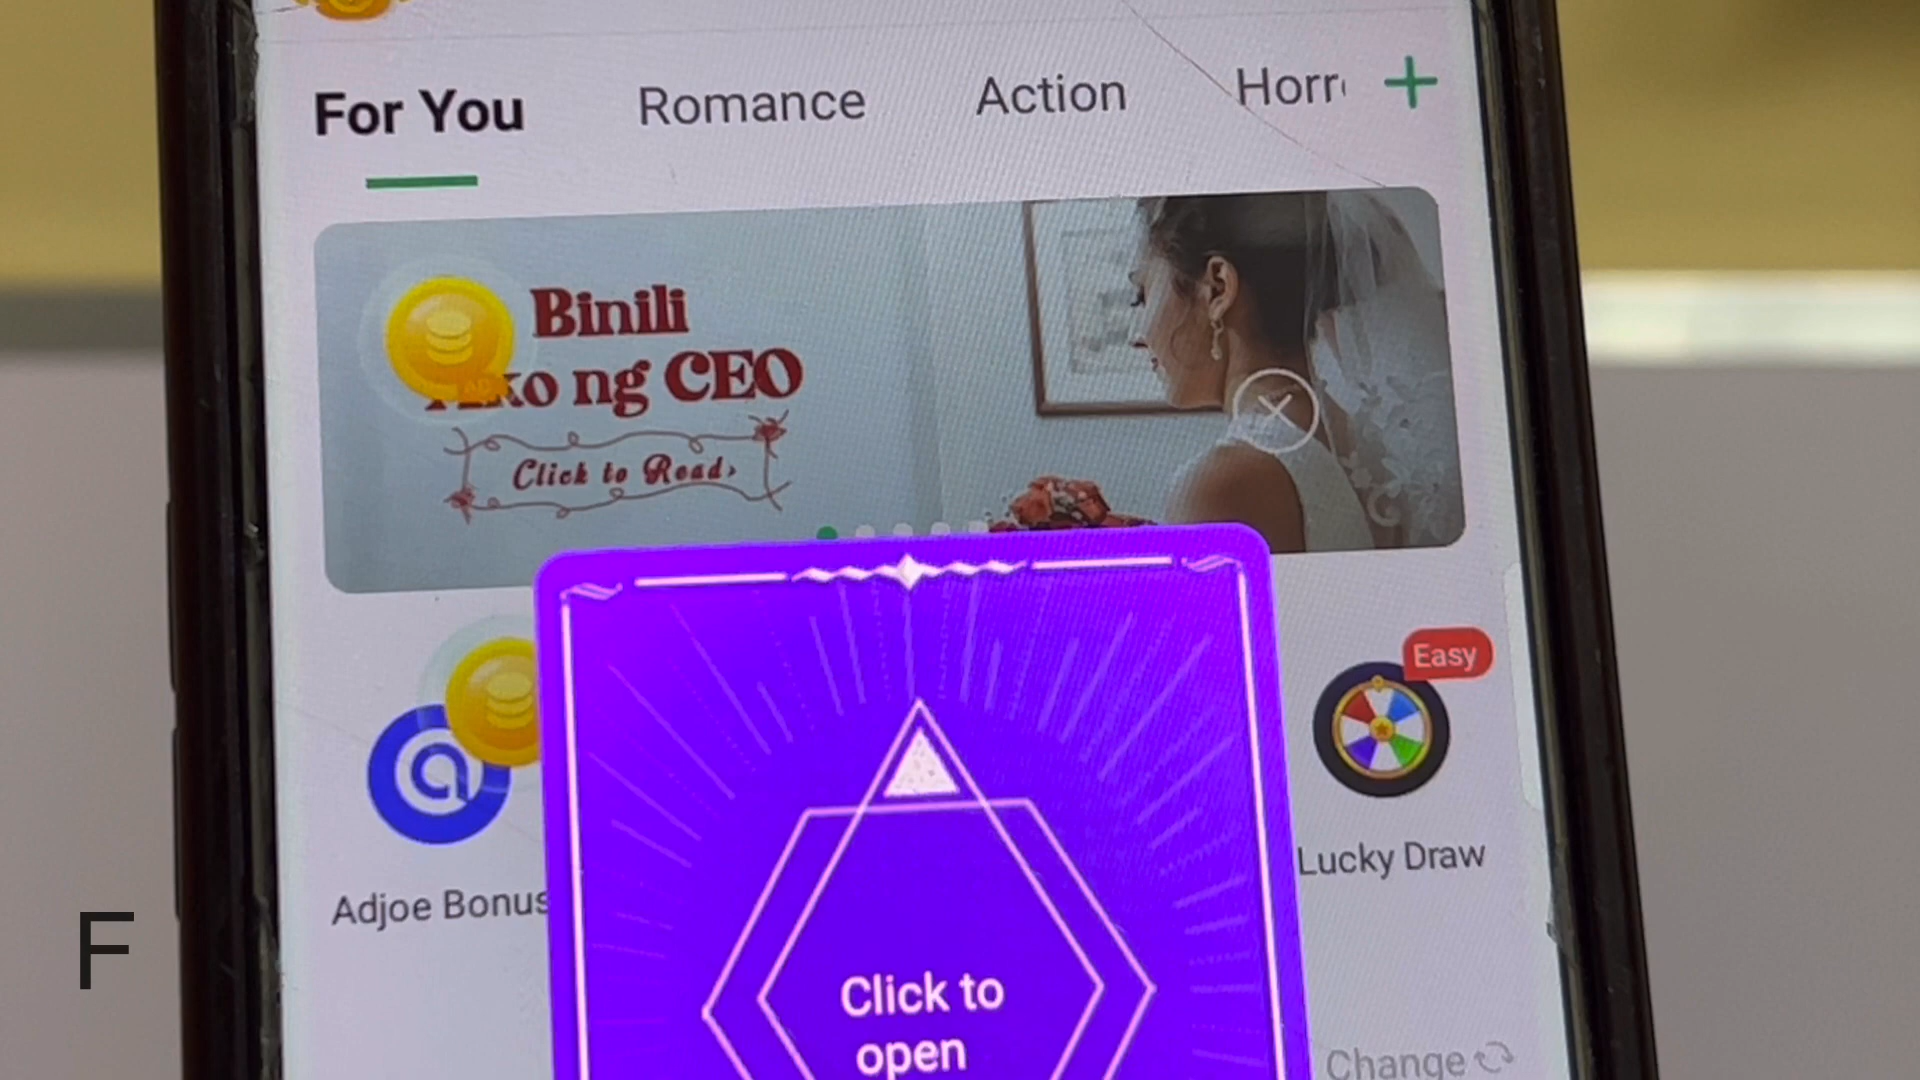 For You Romance Action Horr
Binili
Ako ng CEO
Click to Read
Easy
Adjoe Bonus
Lucky Draw
Click to
open
Change
F